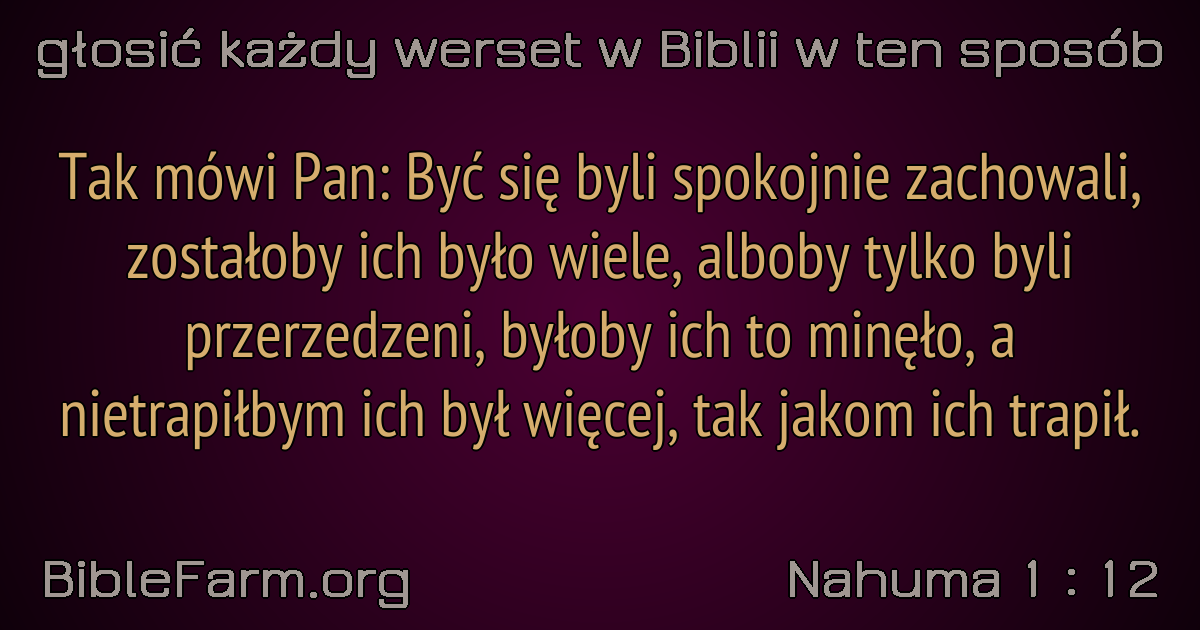 głosić każdy werset w Biblii w ten sposób
Tak mówi Pan: Być się byli spokojnie zachowali,
zostałoby ich było wiele, alboby tylko byli
przerzedzeni, byłoby ich to minęło, a
nietrapiłbym ich był więcej, tak jakom ich trapił.
BibleFarm.org
Nahuma 1 : 12